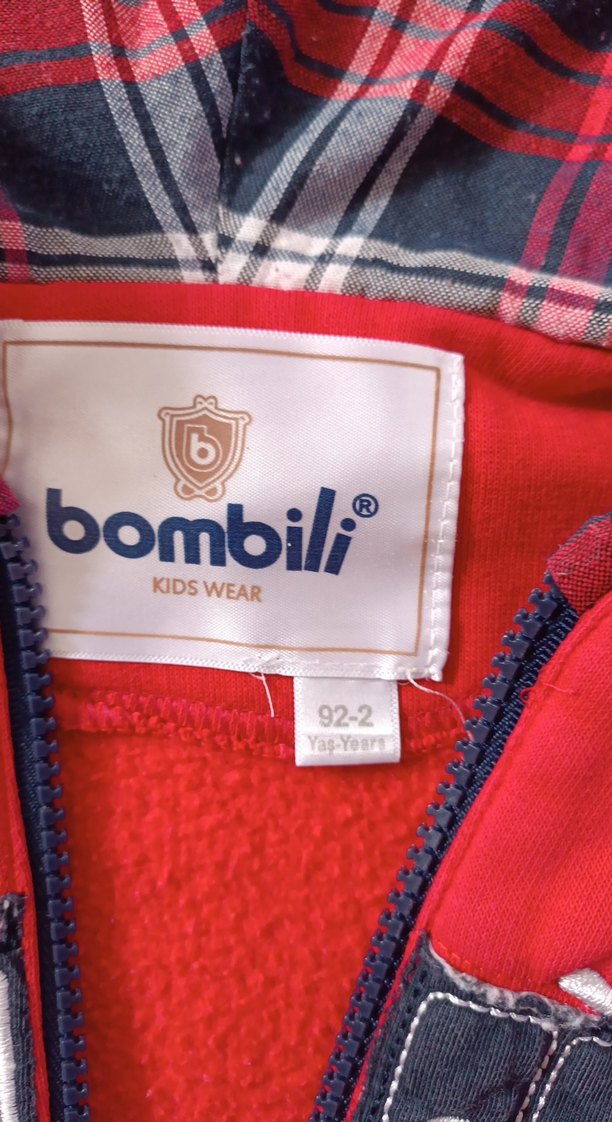 b
bombili®
KIDS WEAR
92-2
Yaş-Years